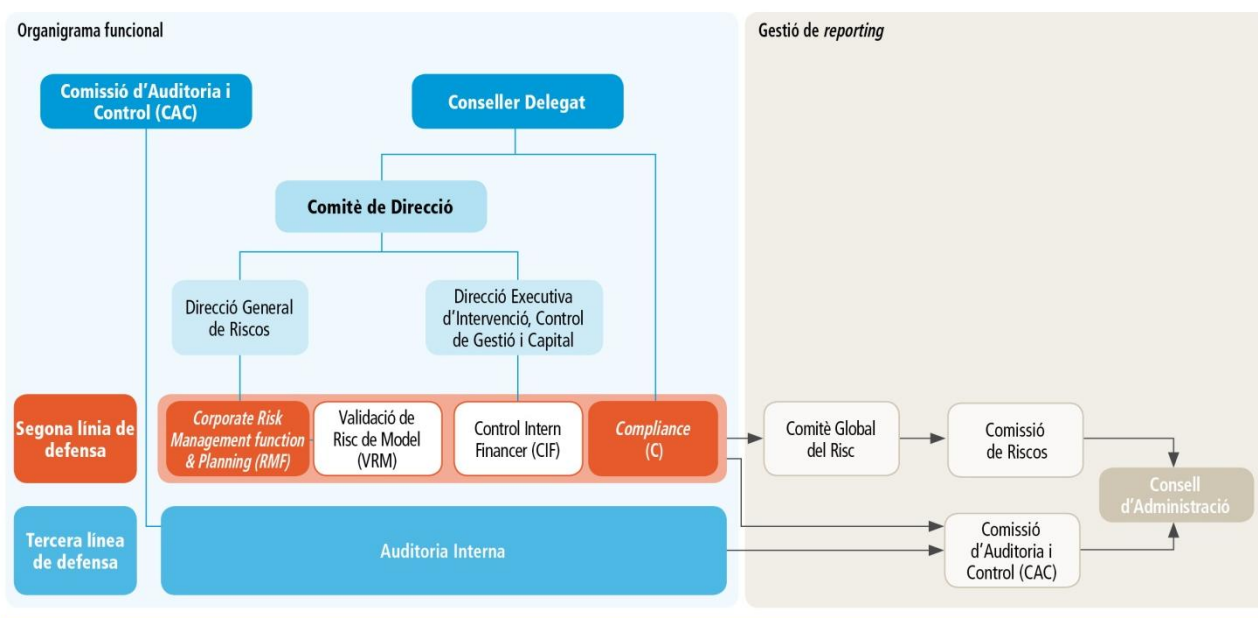 Organigrama funcional
Gestió de reporting
Comissió d'Auditoria i
Control (CAC)
Conseller Delegat
Comitè de Direcció
Direcció General
de Riscos
Direcció Executiva
d'Intervenció, Control
de Gestió i Capital
Segona línia de
defensa
Corporate Risk
Management function
& Planning (RMF)
Validació de
Risc de Model
(VRM)
Control Intern
Financer (CIF)
Compliance
(C)
Comitè Global
del Risc
Comissió
de Riscos
Consell
d'Administració
Tercera línea
de defensa
Auditoria Interna
Comissió
d'Auditoria i
Control (CAC)